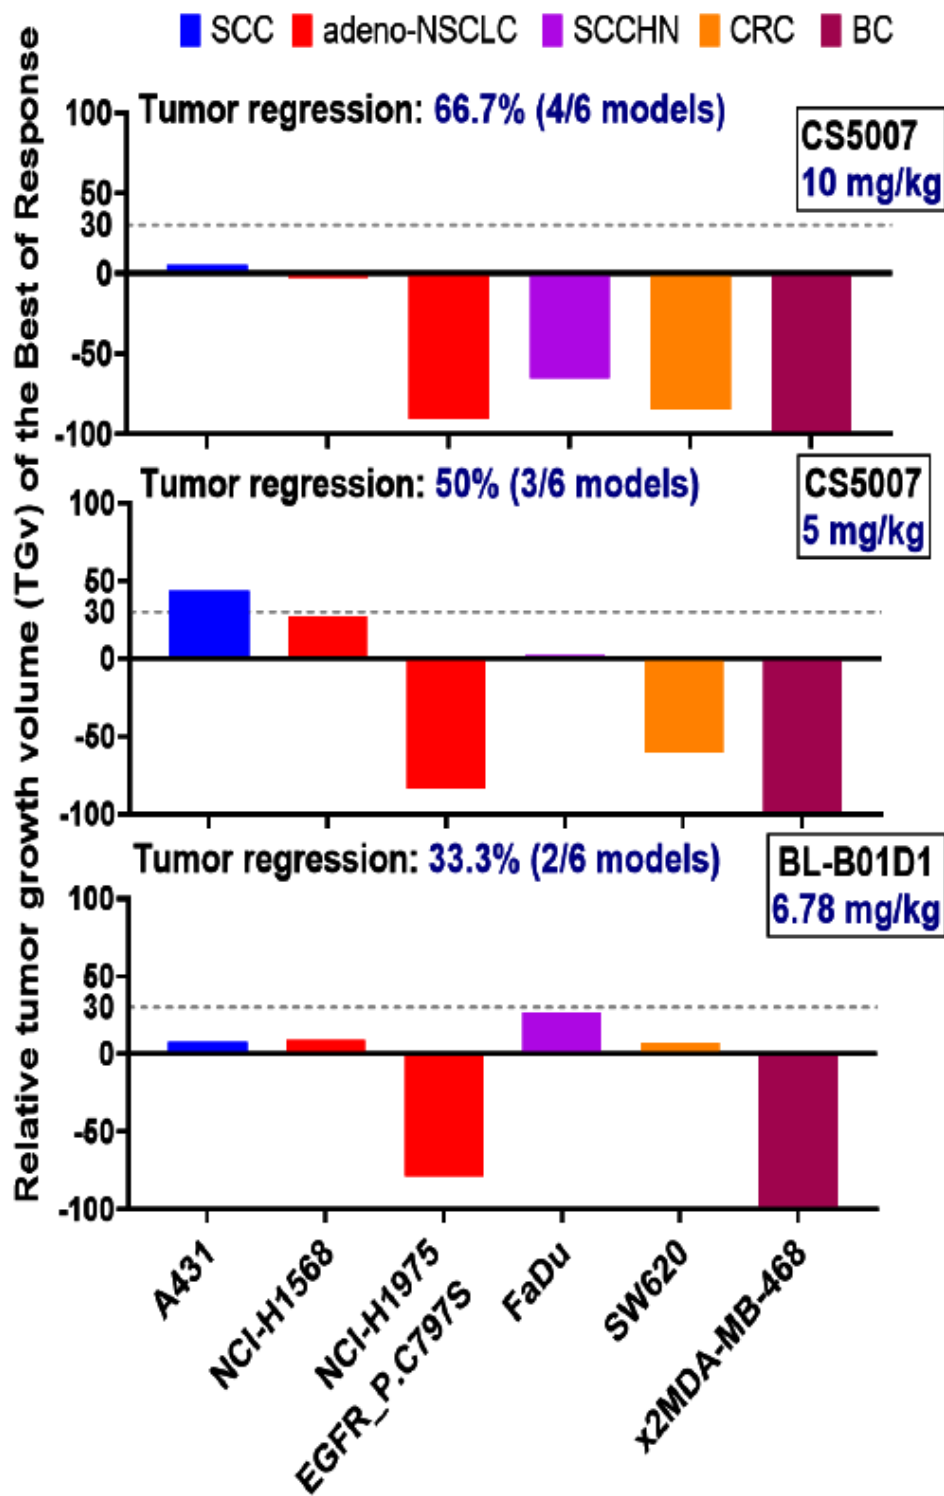 SCC adeno-NSCLC SCCHN CRC BC
Relative tumor growth volume (TGv) of the Best of Response
Tumor regression: 66.7% (4/6 models)
CS5007
10 mg/kg
100
50
30
0
-50
-100
Tumor regression: 50% (3/6 models)
CS5007
5 mg/kg
100
50
30
0
-50
-100
Tumor regression: 33.3% (2/6 models)
BL-B01D1
6.78 mg/kg
100
50
30
0
-50
-100
A431
NCI-H1568
NCI-H1975
EGFR_P.C797S
FaDu
SW620
x2MDA-MB-468